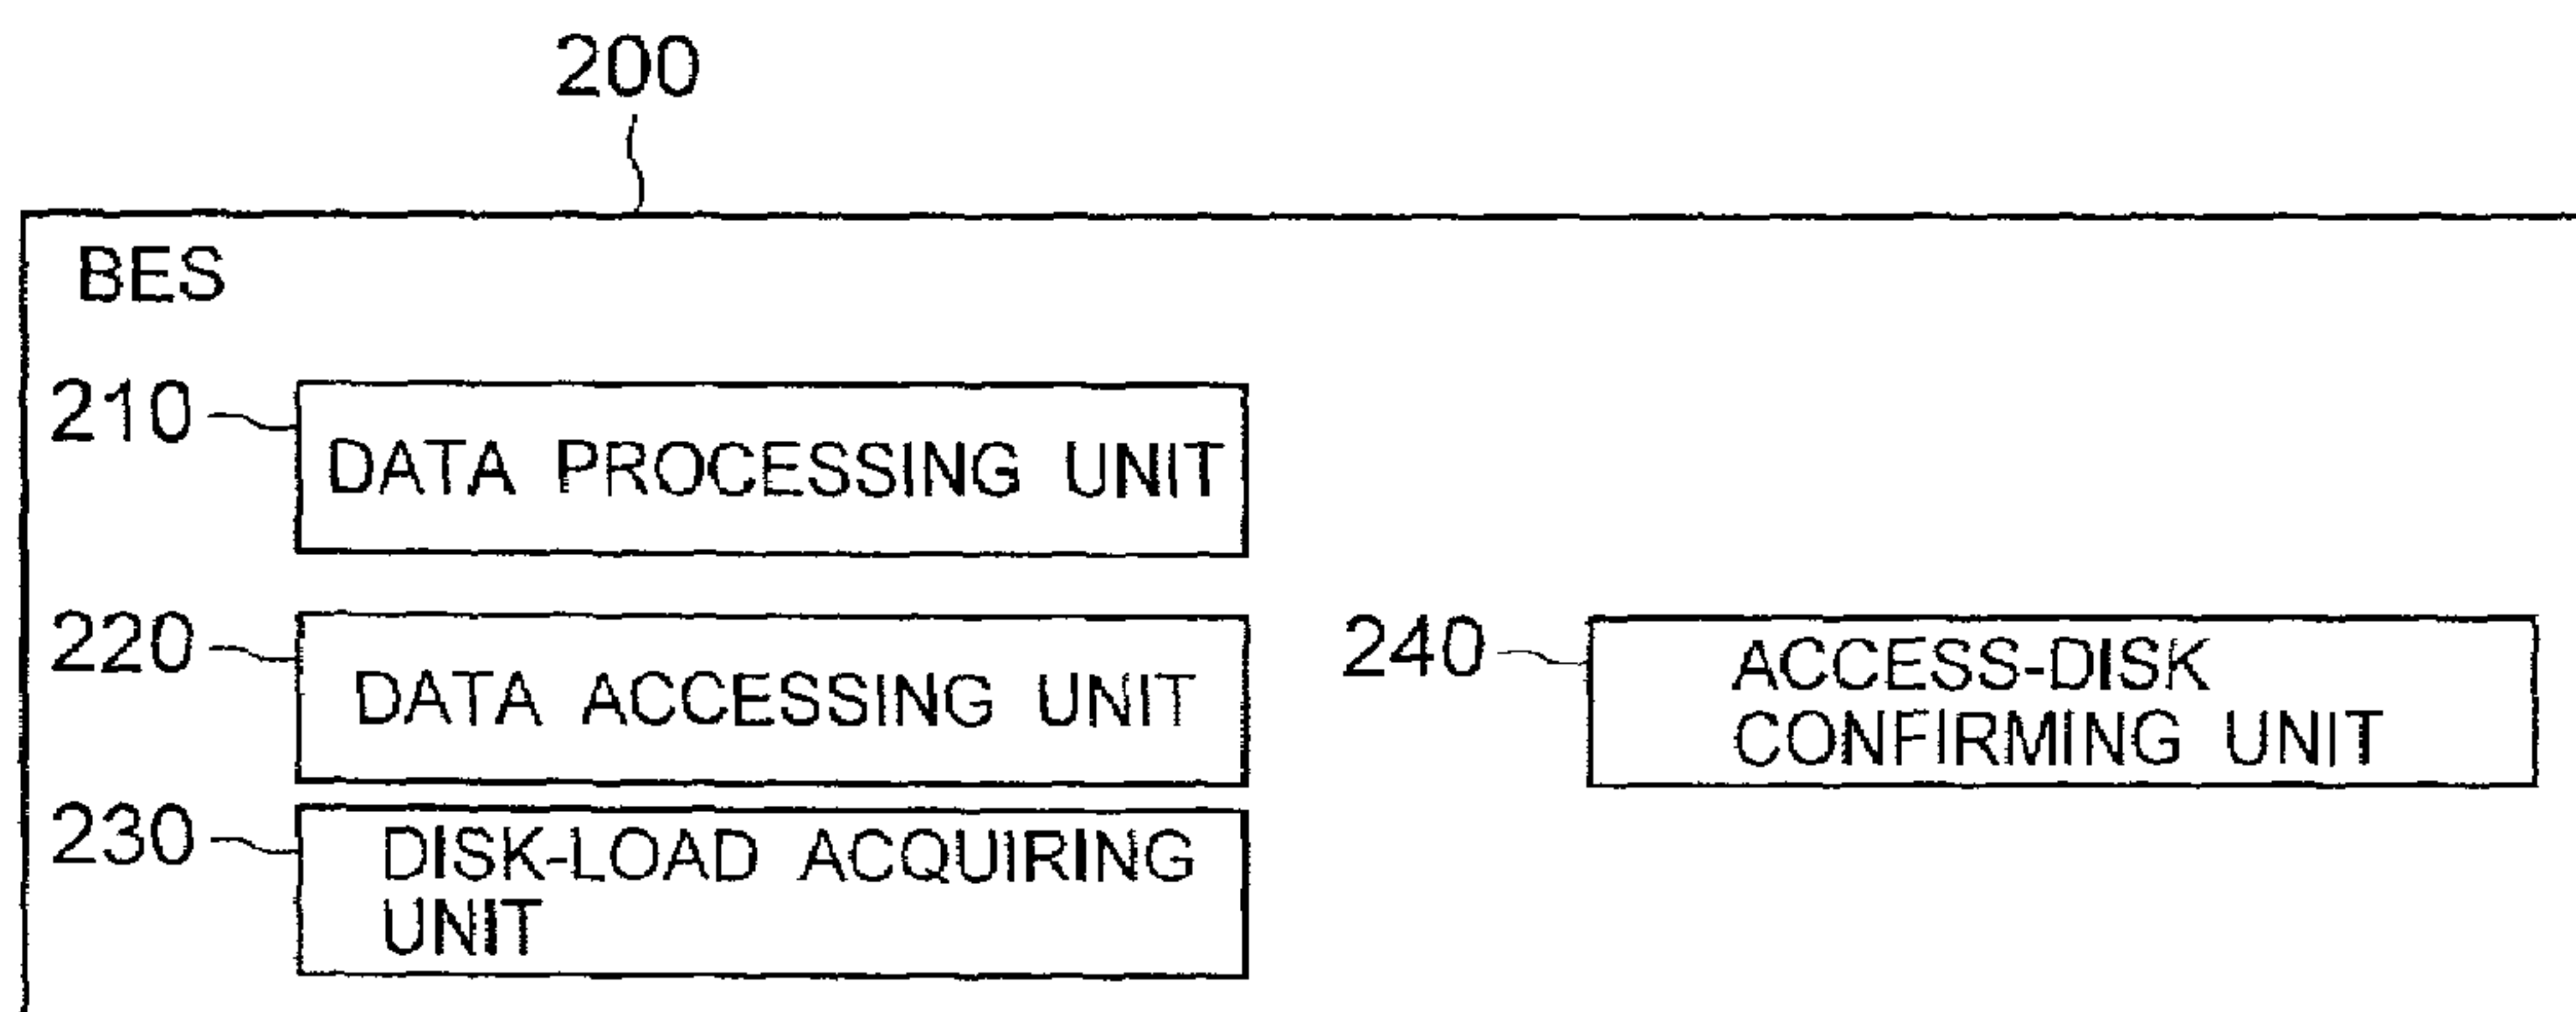 200
BES
210
DATA PROCESSING UNIT
220
DATA ACCESSING UNIT
240
ACCESS-DISK
CONFIRMING UNIT
230
DISK-LOAD ACQUIRING
UNIT